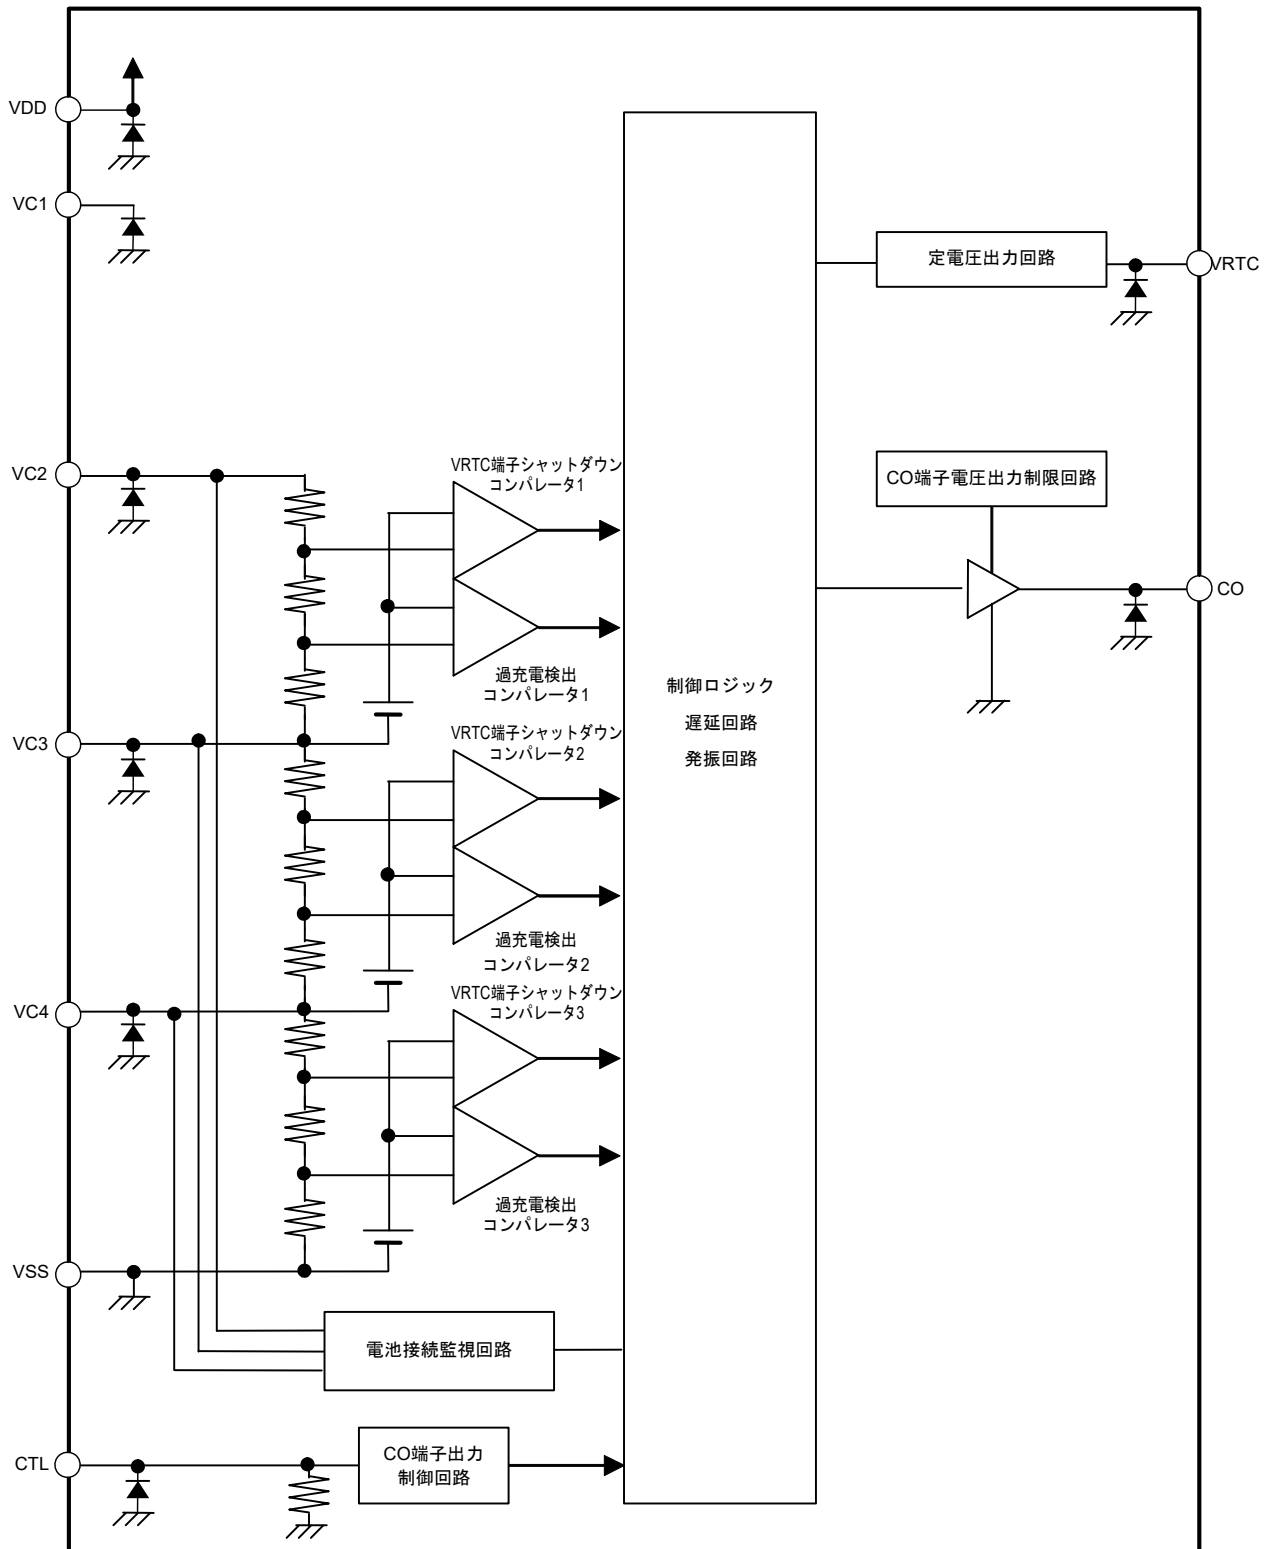 VDD
VC1
定電圧出力回路
VRTC
VC2
VRTC端子シャットダウン
コンパレータ1
CO端子電圧出力制限回路
CO
過充電検出
コンパレータ1
制御ロジック
遅延回路
発振回路
VC3
VRTC端子シャットダウン
コンパレータ2
過充電検出
コンパレータ2
VC4
VRTC端子シャットダウン
コンパレータ3
過充電検出
コンパレータ3
VSS
電池接続監視回路
CTL
CO端子出力
制御回路